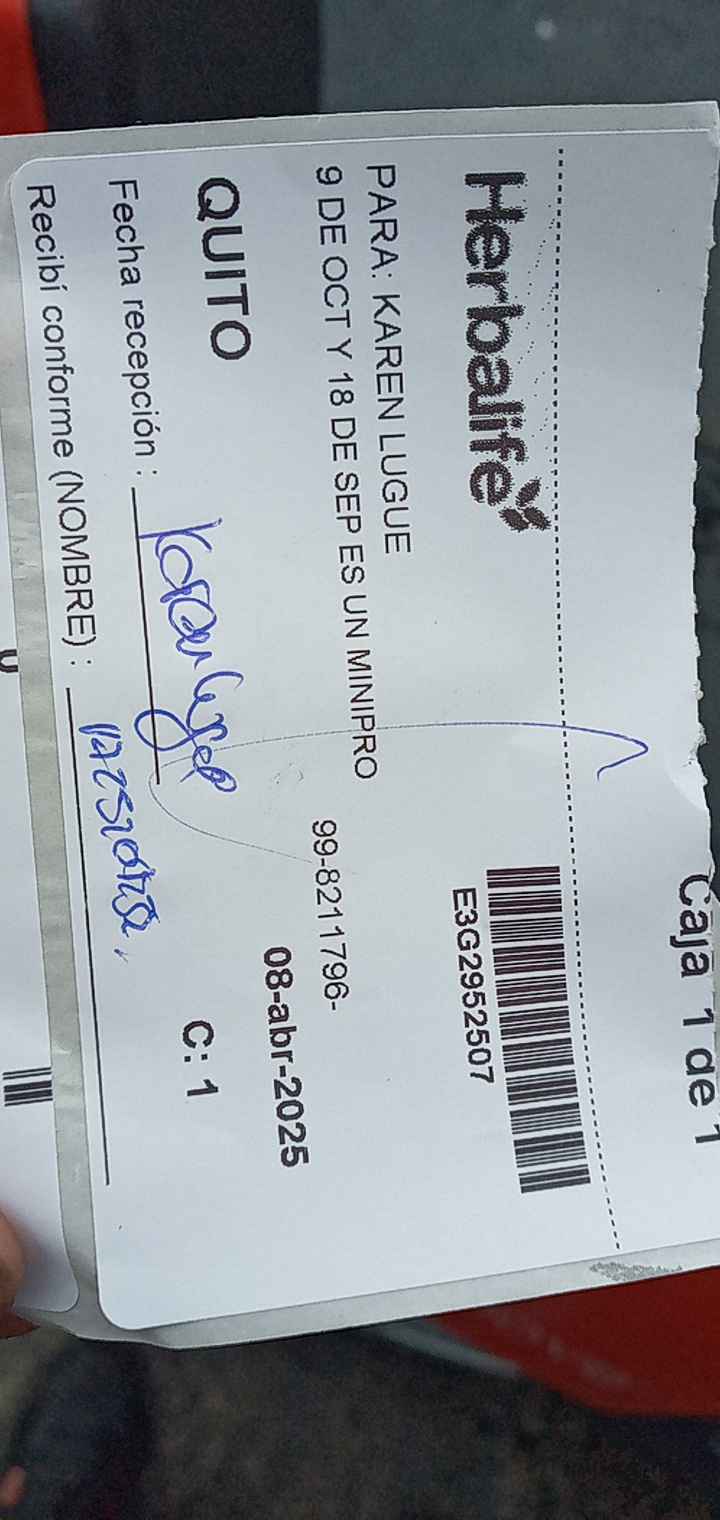 Caja 1 de 1
Herbalife
E3G2952507
PARA: KAREN LUGUE
9 DE OCT Y 18 DE SEP ES UN MINIPRO
99-8211796-
08-abr-2025
QUITO
C: 1
Fecha recepción :
Recibí conforme (NOMBRE) :